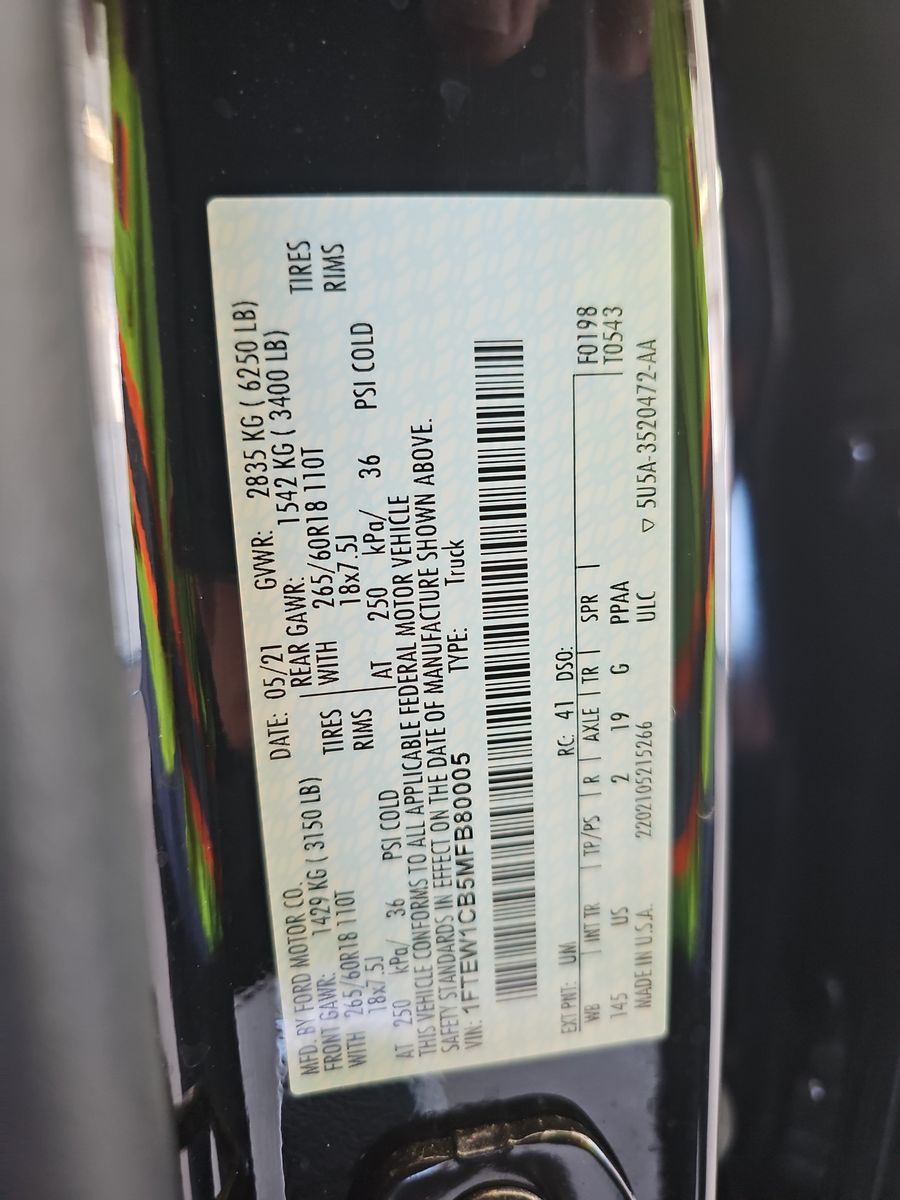 MFD. BY FORD MOTOR CO. DATE: 05/21 GVWR: 2835 KG ( 6250 LB)
FRONT GAWR: 1429 KG ( 3150 LB) REAR GAWR: 1542 KG ( 3400 LB)
WITH 265/60R18 110T TIRES WITH 265/60R18 110T TIRES
18x7.5J RIMS 18x7.5J RIMS
AT 250 kPa/ 36 PSI COLD AT 250 kPa/ 36 PSI COLD
THIS VEHICLE CONFORMS TO ALL APPLICABLE FEDERAL MOTOR VEHICLE
SAFETY STANDARDS IN EFFECT ON THE DATE OF MANUFACTURE SHOWN ABOVE.
VIN: 1FTEW1CB5MFB80005 TYPE: Truck
EXT PNT: UM RC: 41 DSO:
WB INT TR TP/PS R AXLE TR SPR F0198
145 US 2 19 G PPAA T0543
MADE IN U.S.A. 2202105215266 ULC ▽ 5U5A-3520472-AA